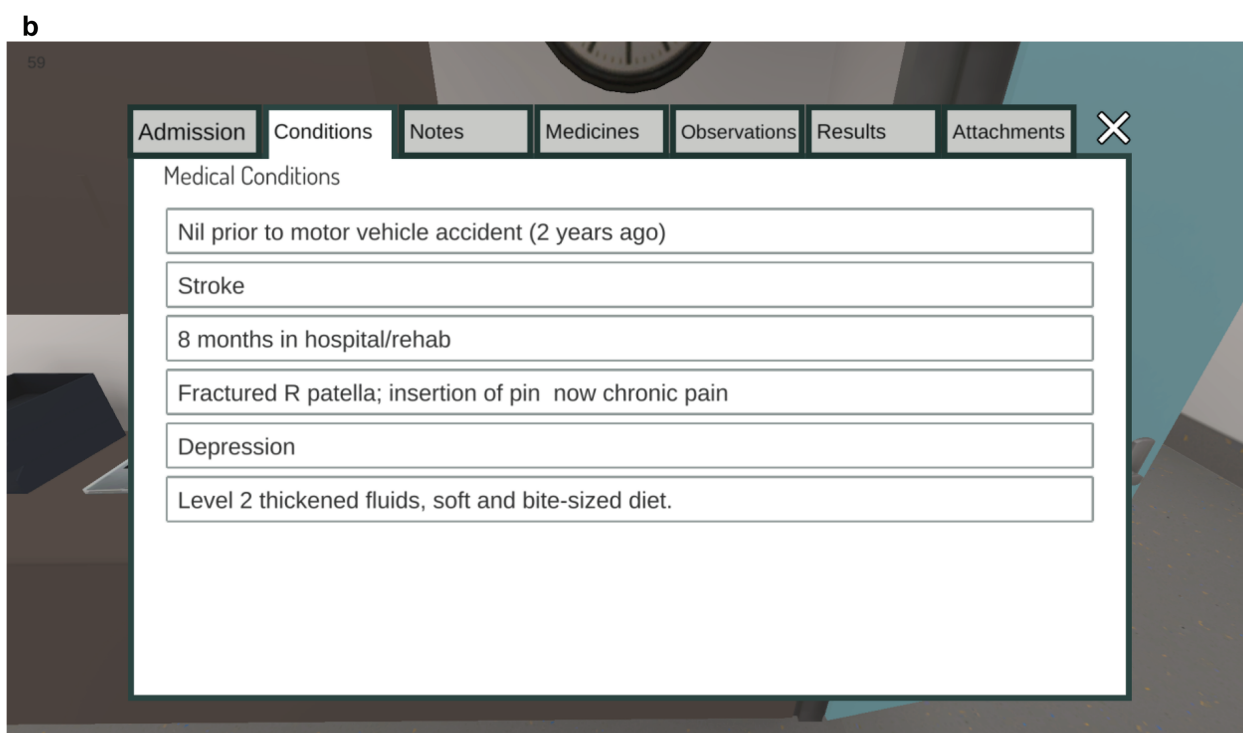 b
59
Admission Conditions Notes Medicines Observations Results Attachments
Medical Conditions
Nil prior to motor vehicle accident (2 years ago)
Stroke
8 months in hospital/rehab
Fractured R patella; insertion of pin  now chronic pain
Depression
Level 2 thickened fluids, soft and bite-sized diet.